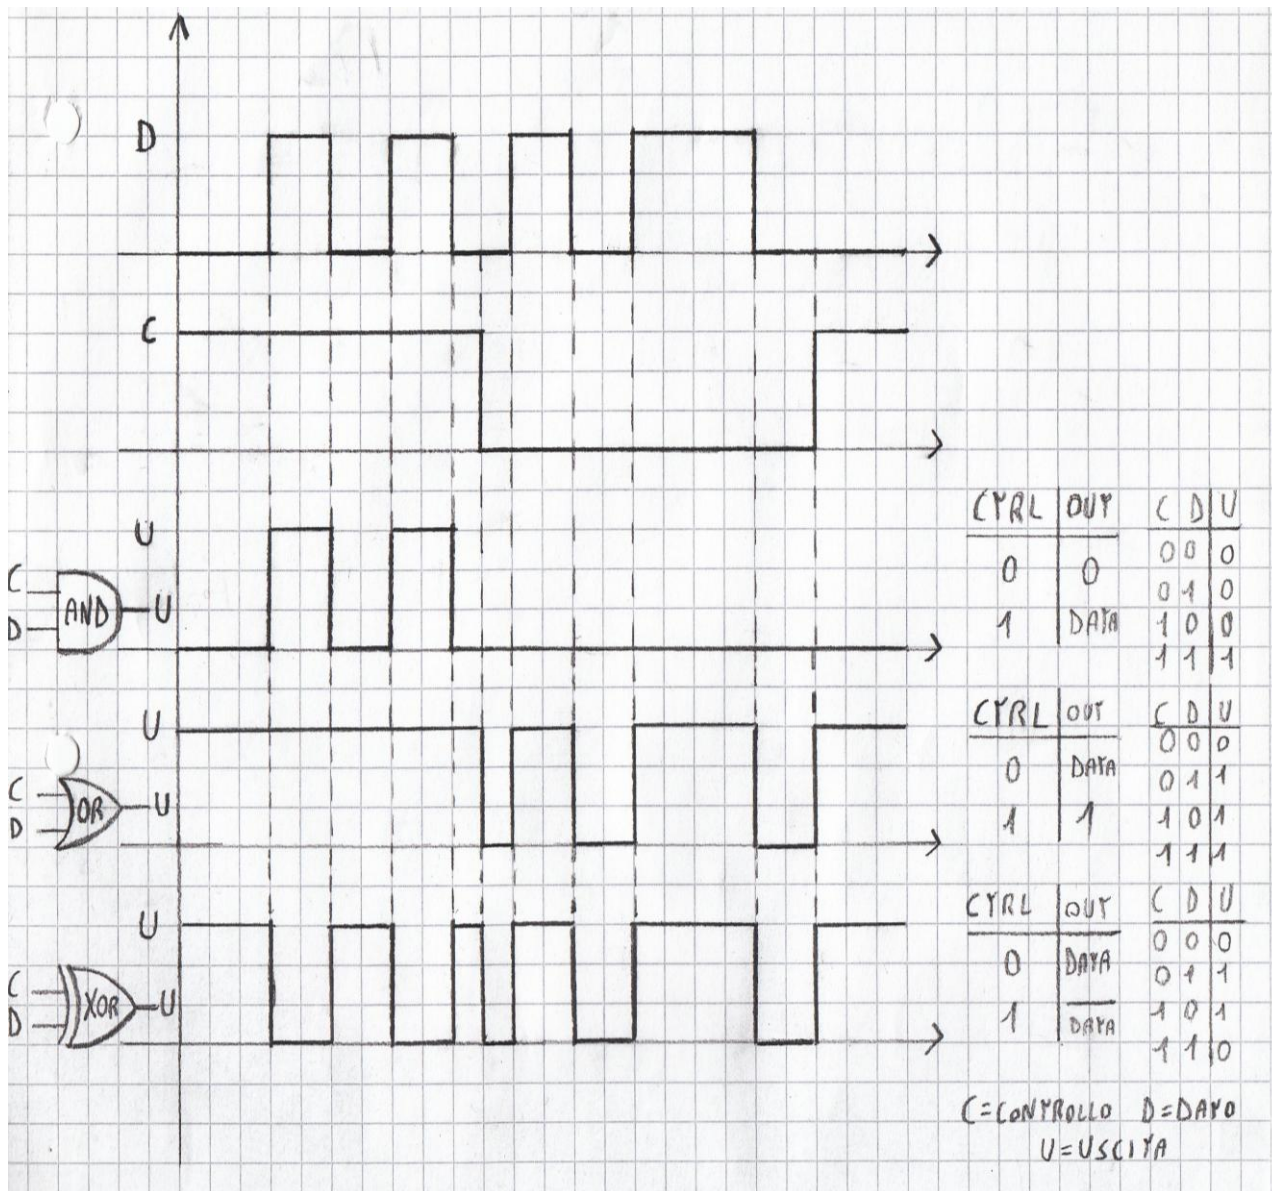 D
C
U
CTRL OUT
0 0
1 DATA
C D U
0 0 0
0 1 0
1 0 0
1 1 1
C
D
AND U
U
CTRL OUT
0 DATA
1 1
C D U
0 0 0
0 1 1
1 0 1
1 1 1
C
D
OR U
U
CTRL OUT
0 DATA
1 D̅A̅T̅A̅
C D U
0 0 0
0 1 1
1 0 1
1 1 0
C
D
XOR U
C=CONTROLLO D=DATO
U=USCITA